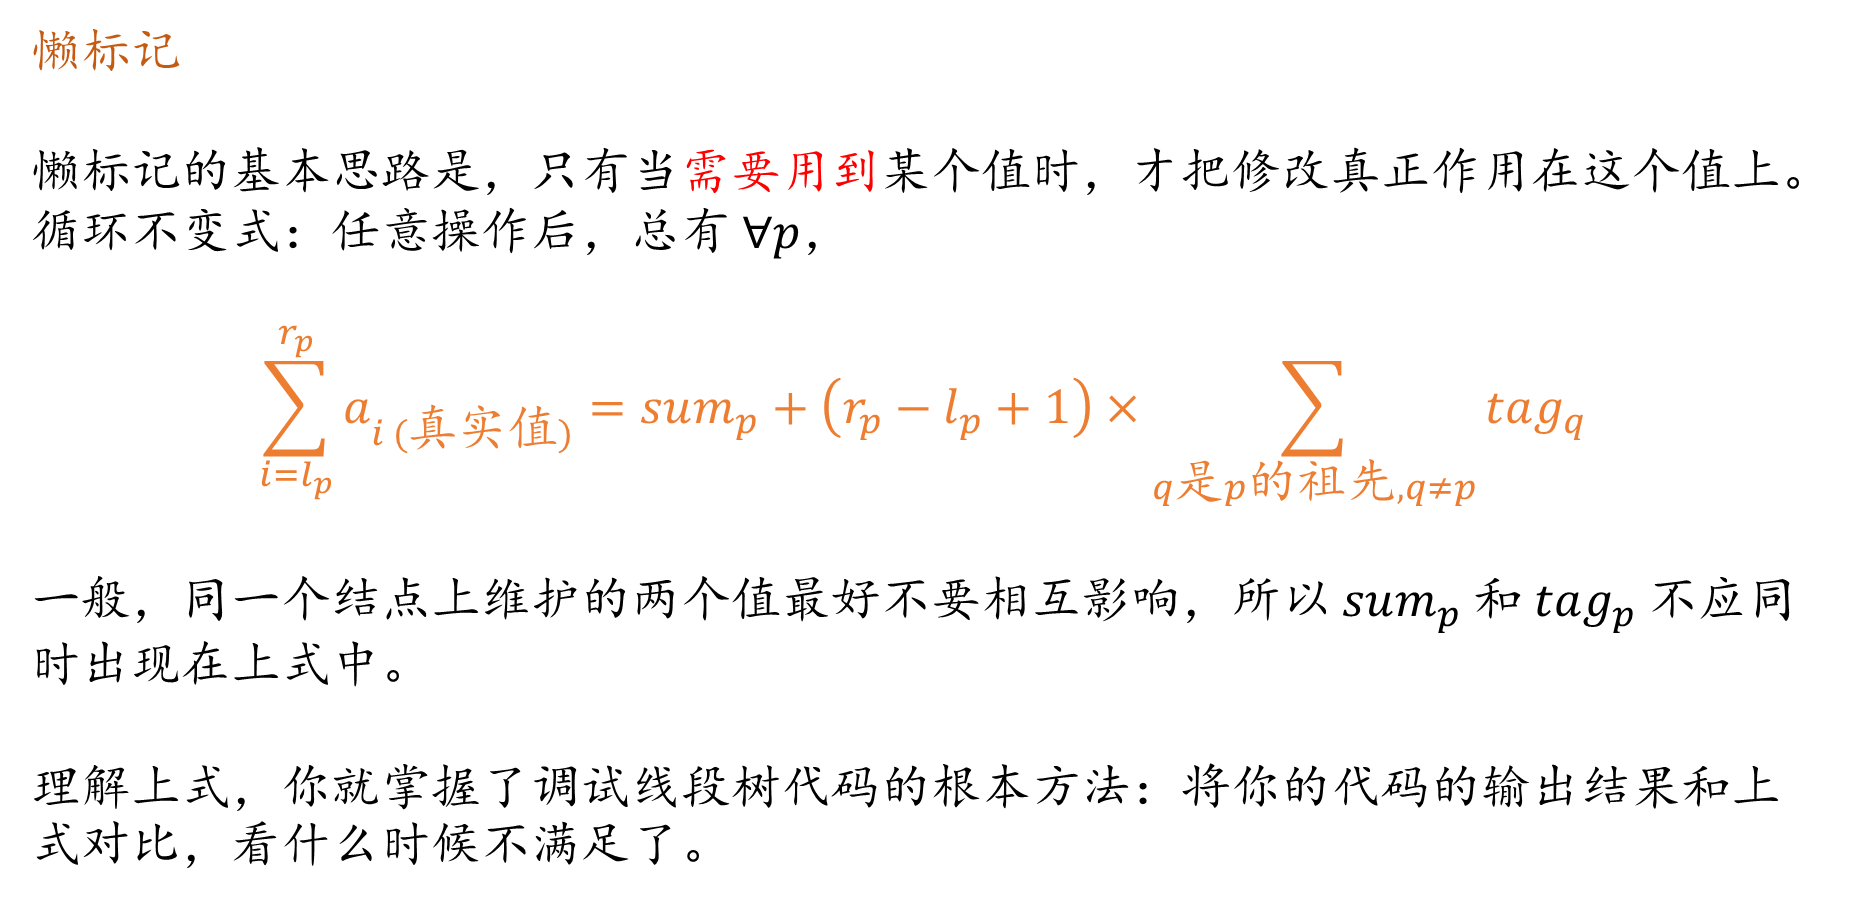 懒标记
懒标记的基本思路是，只有当需要用到某个值时，才把修改真正作用在这个值上。
循环不变式：任意操作后，总有 ∀p，
$\sum_{i=l_p}^{r_p} a_{i\,(真实值)} = sum_p + (r_p - l_p + 1) \times \sum_{q是p的祖先,q \neq p} tag_q$
一般，同一个结点上维护的两个值最好不要相互影响，所以 $sum_p$ 和 $tag_p$ 不应同
时出现在上式中。
理解上式，你就掌握了调试线段树代码的根本方法：将你的代码的输出结果和上
式对比，看什么时候不满足了。